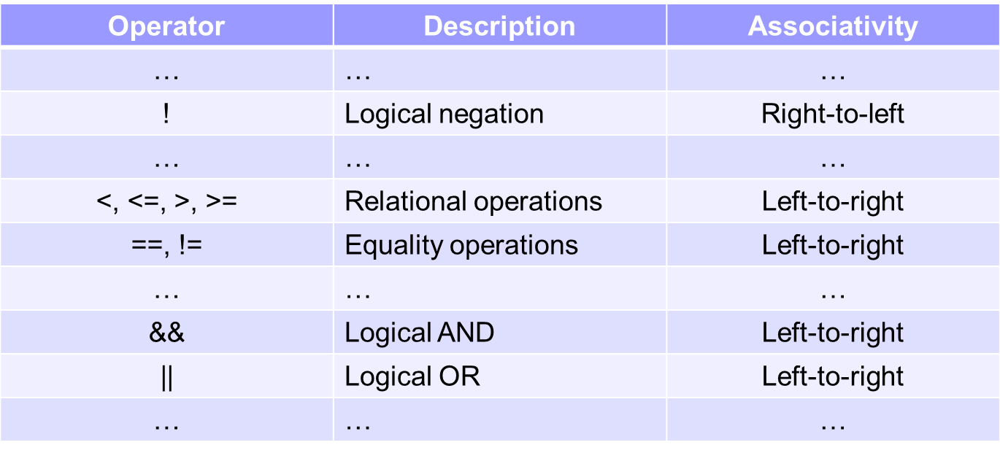 Operator Description Associativity
… … …
! Logical negation Right-to-left
… … …
<, <=, >, >= Relational operations Left-to-right
==, != Equality operations Left-to-right
… … …
&& Logical AND Left-to-right
|| Logical OR Left-to-right
… … …